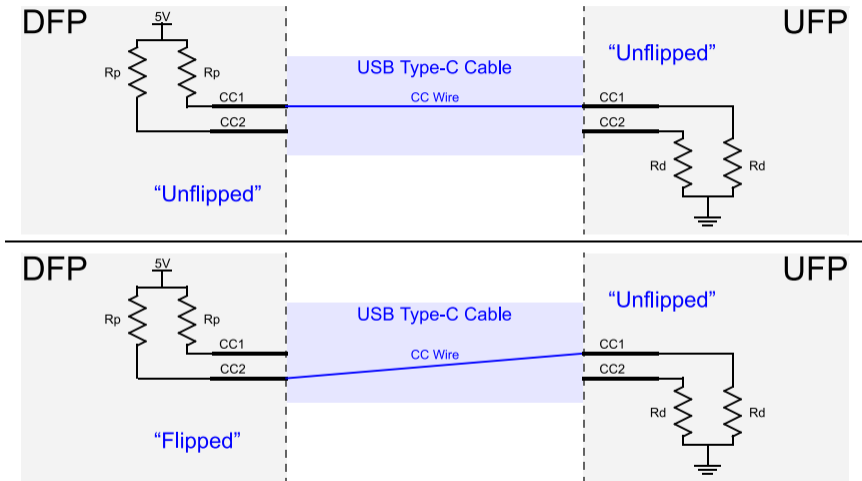 DFP
5V
UFP
Rp
Rp
USB Type-C Cable
“Unflipped”
CC1
CC Wire
CC1
CC2
CC2
Rd
Rd
“Unflipped”
DFP
5V
UFP
Rp
Rp
USB Type-C Cable
“Unflipped”
CC1
CC Wire
CC1
CC2
CC2
Rd
Rd
“Flipped”